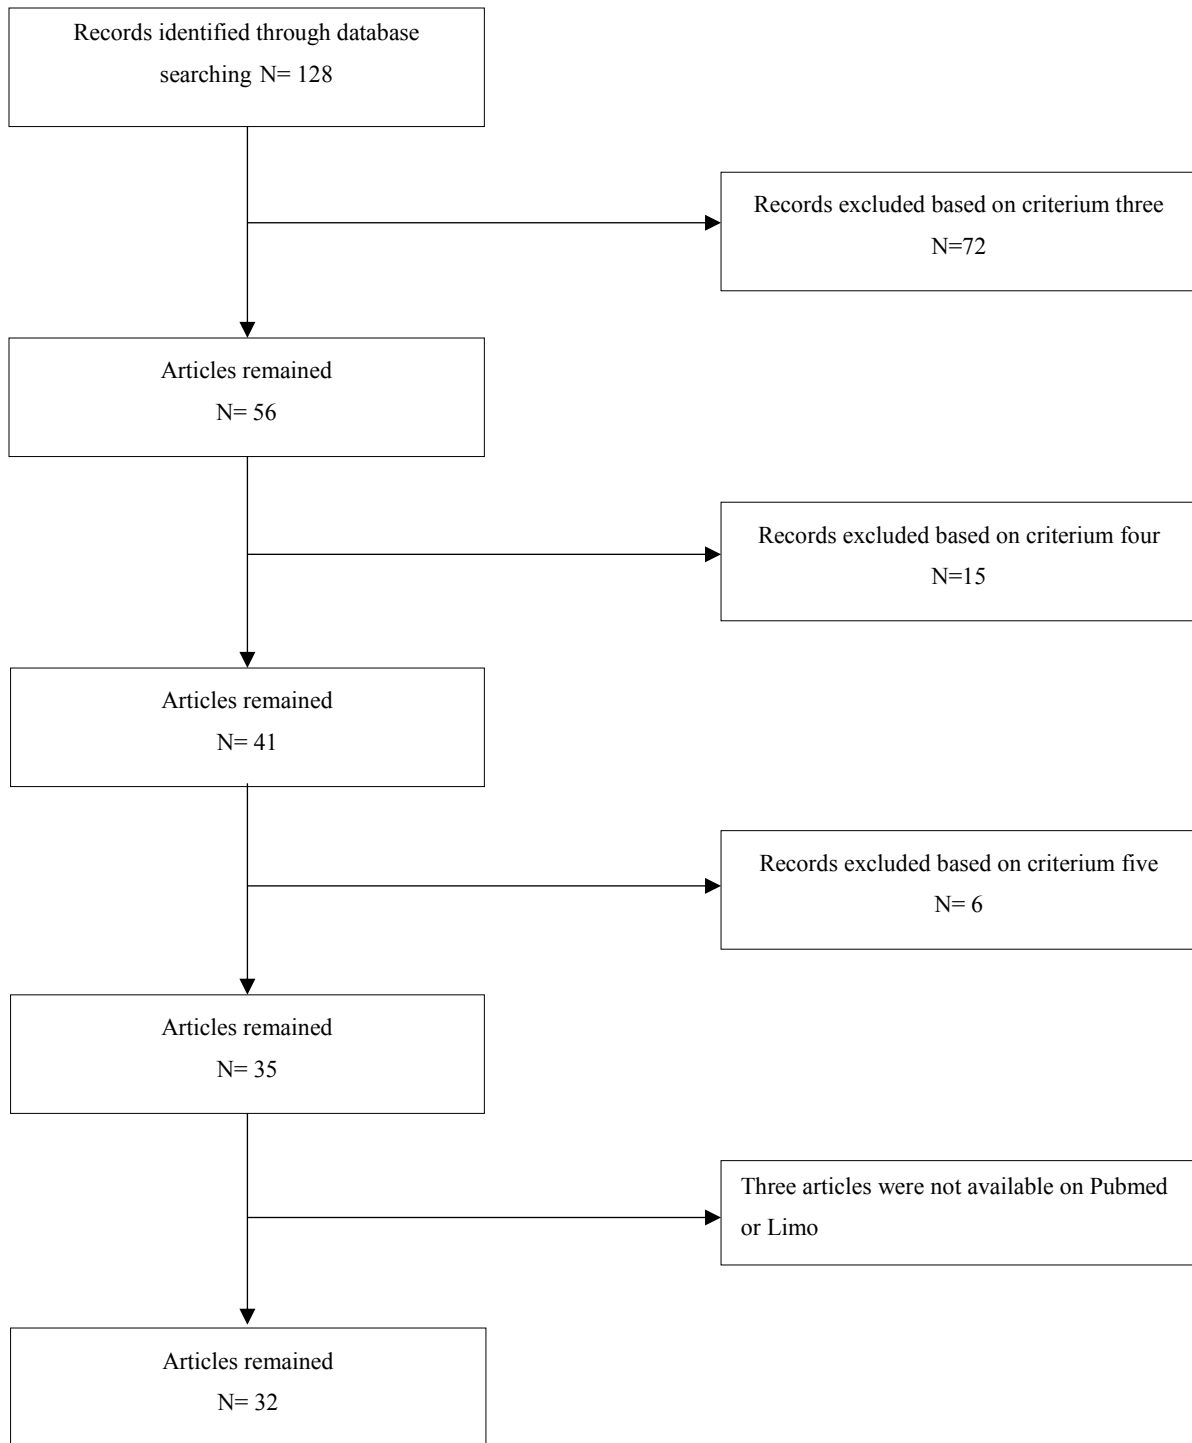 Records identified through database
searching N= 128
Records excluded based on criterium three
N=72
Articles remained
N= 56
Records excluded based on criterium four
N=15
Articles remained
N= 41
Records excluded based on criterium five
N= 6
Articles remained
N= 35
Three articles were not available on Pubmed
or Limo
Articles remained
N= 32